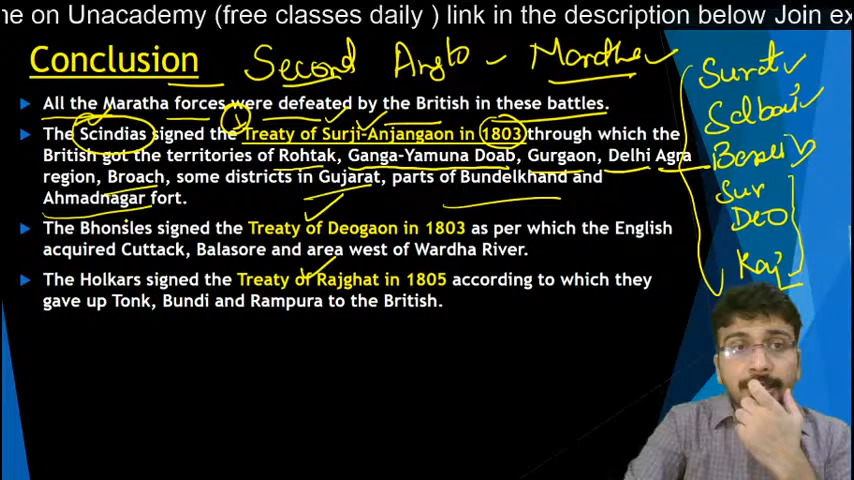 ne on Unacademy (free classes daily ) link in the description below Join ex
Conclusion Second Anglo - Maratha
All the Maratha forces were defeated by the British in these battles.
The Scindias signed the Treaty of Surji-Anjangaon in 1803 through which the
British got the territories of Rohtak, Ganga-Yamuna Doab, Gurgaon, Delhi Agra
region, Broach, some districts in Gujarat, parts of Bundelkhand and
Ahmadnagar fort.
The Bhonsles signed the Treaty of Deogaon in 1803 as per which the English
acquired Cuttack, Balasore and area west of Wardha River.
The Holkars signed the Treaty of Rajghat in 1805 according to which they
gave up Tonk, Bundi and Rampura to the British.
Surat
Salbai
Sur
DEO
Raj